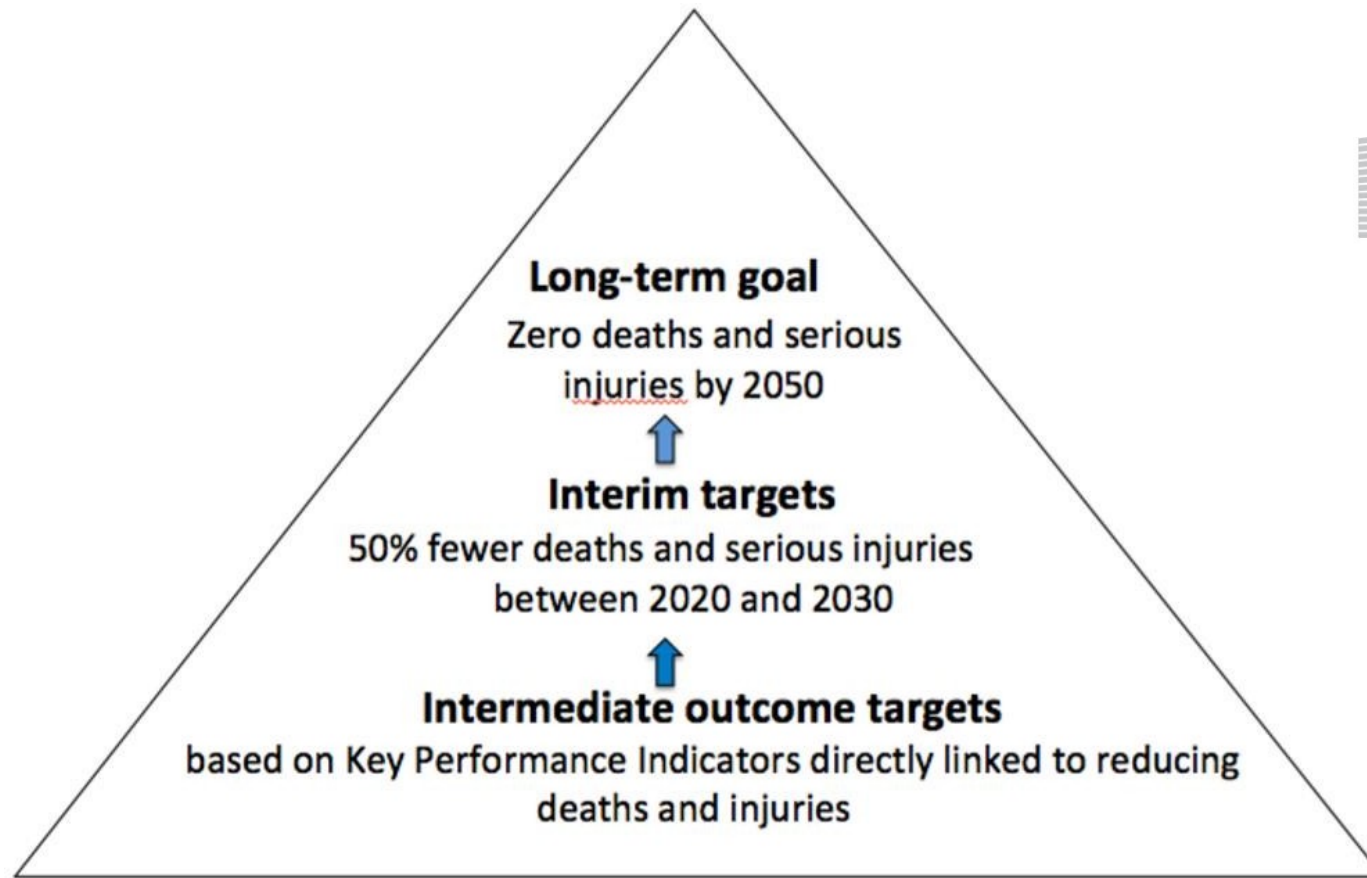 Long-term goal
Zero deaths and serious
injuries by 2050
Interim targets
50% fewer deaths and serious injuries
between 2020 and 2030
Intermediate outcome targets
based on Key Performance Indicators directly linked to reducing
deaths and injuries